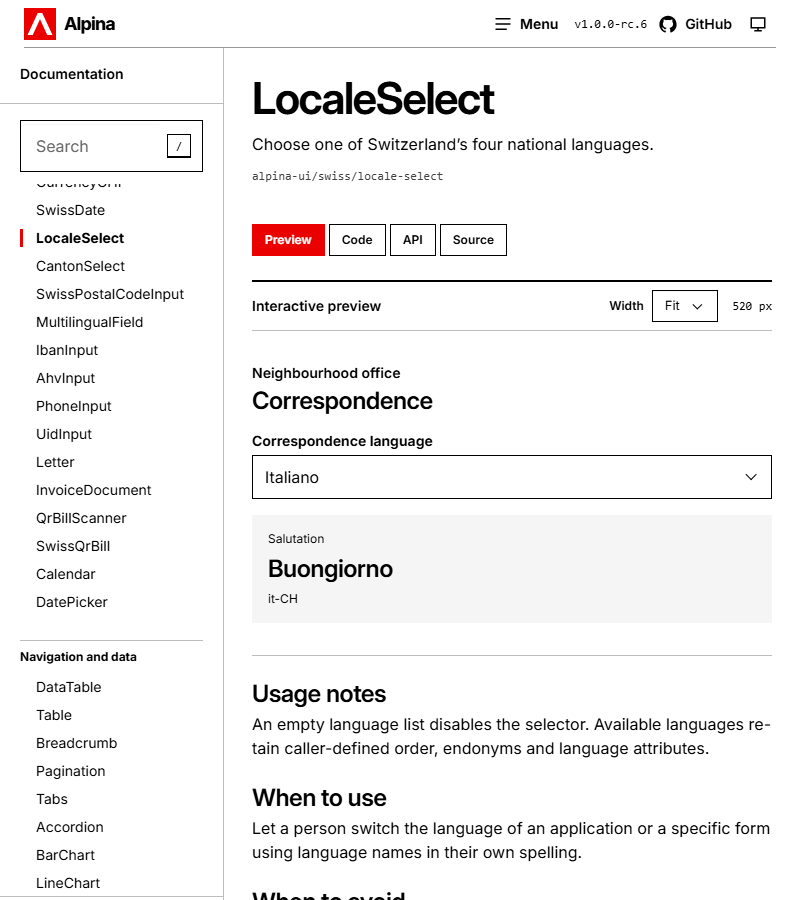 Alpina
Menu
v1.0.0-rc.6
GitHub
Documentation
Search
/
SwissDate
LocaleSelect
CantonSelect
SwissPostalCodeInput
MultilingualField
IbanInput
AhvInput
PhoneInput
UidInput
Letter
InvoiceDocument
QrBillScanner
SwissQrBill
Calendar
DatePicker
Navigation and data
DataTable
Table
Breadcrumb
Pagination
Tabs
Accordion
BarChart
LineChart
LocaleSelect
Choose one of Switzerland’s four national languages.
alpina-ui/swiss/locale-select
Preview
Code
API
Source
Interactive preview
Width
Fit
520 px
Neighbourhood office
Correspondence
Correspondence language
Italiano
Salutation
Buongiorno
it-CH
Usage notes
An empty language list disables the selector. Available languages re-
tain caller-defined order, endonyms and language attributes.
When to use
Let a person switch the language of an application or a specific form
using language names in their own spelling.
When to avoid